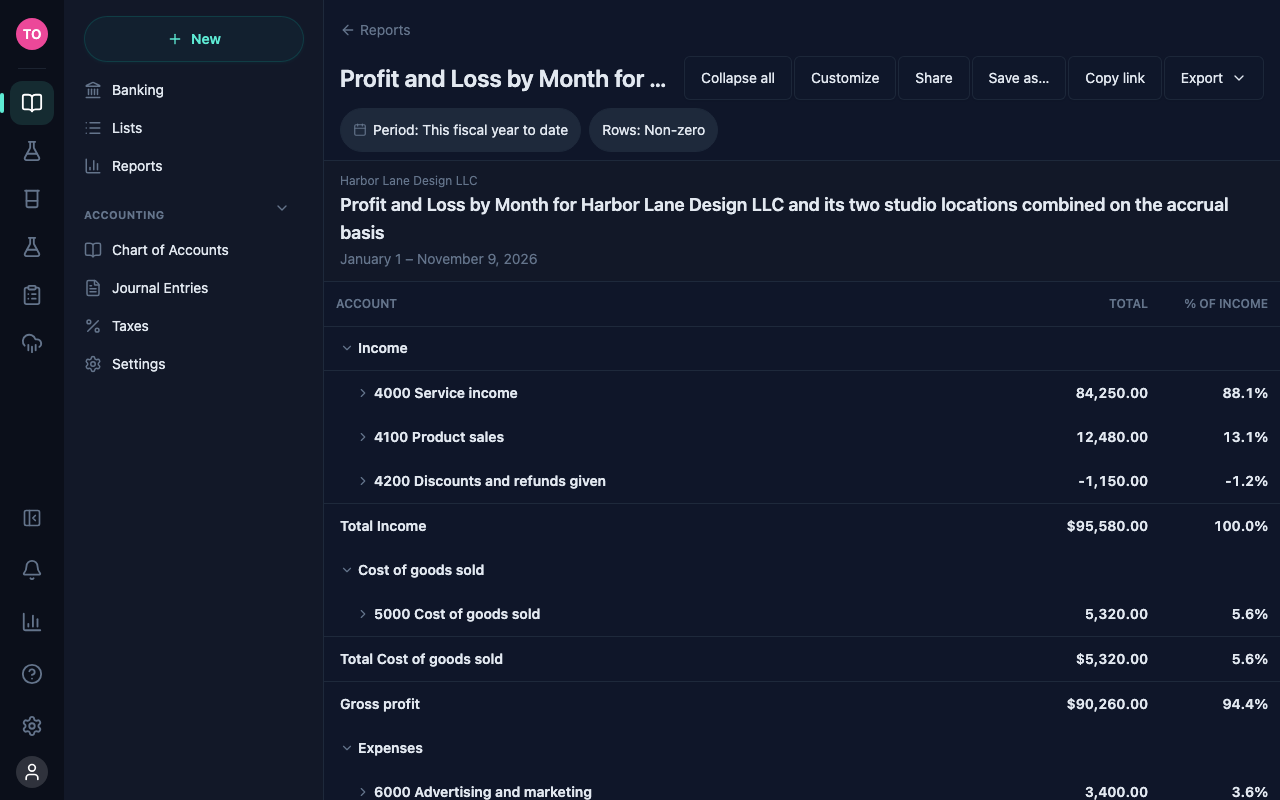 TO
New
Banking
Lists
Reports
ACCOUNTING
Chart of Accounts
Journal Entries
Taxes
Settings
Reports
Profit and Loss by Month for ...
Collapse all
Customize
Share
Save as...
Copy link
Export
Period: This fiscal year to date
Rows: Non-zero
Harbor Lane Design LLC
Profit and Loss by Month for Harbor Lane Design LLC and its two studio locations combined on the accrual
basis
January 1 – November 9, 2026
ACCOUNT TOTAL % OF INCOME
Income
4000 Service income 84,250.00 88.1%
4100 Product sales 12,480.00 13.1%
4200 Discounts and refunds given -1,150.00 -1.2%
Total Income $95,580.00 100.0%
Cost of goods sold
5000 Cost of goods sold 5,320.00 5.6%
Total Cost of goods sold $5,320.00 5.6%
Gross profit $90,260.00 94.4%
Expenses
6000 Advertising and marketing 3,400.00 3.6%